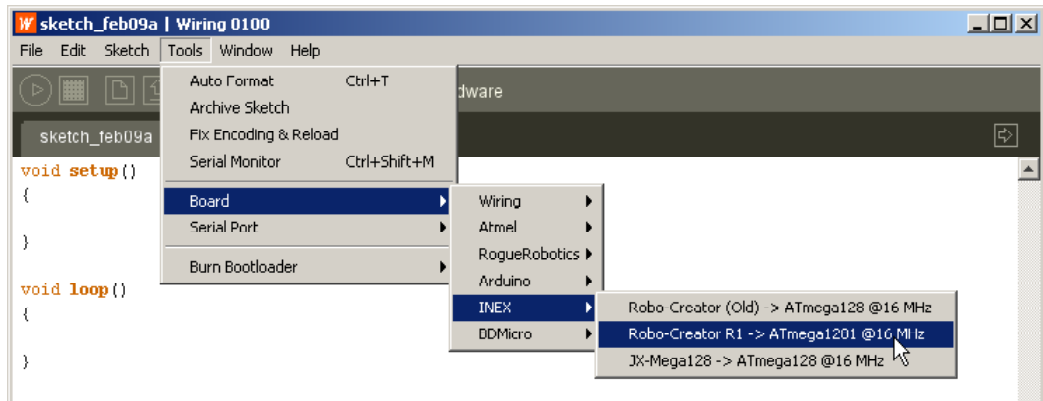 sketch_feb09a | Wiring 0100
File Edit Sketch Tools Window Help
dware
sketch_feb09a
Auto Format Ctrl+T
Archive Sketch
Fix Encoding & Reload
Serial Monitor Ctrl+Shift+M
Board
Serial Port
Burn Bootloader
Wiring
Atmel
RogueRobotics
Arduino
INEX
BDMicro
Robo-Creator (Old) -> ATmega128 @16 MHz
Robo-Creator R1 -> ATmega1281 @16 MHz
JX-Mega128 -> ATmega128 @16 MHz
void setup()
{
}
void loop()
{
}